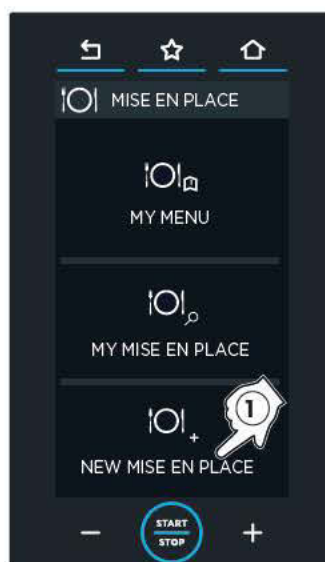 MISE EN PLACE
MY MENU
MY MISE EN PLACE
1
NEW MISE EN PLACE
− START STOP +